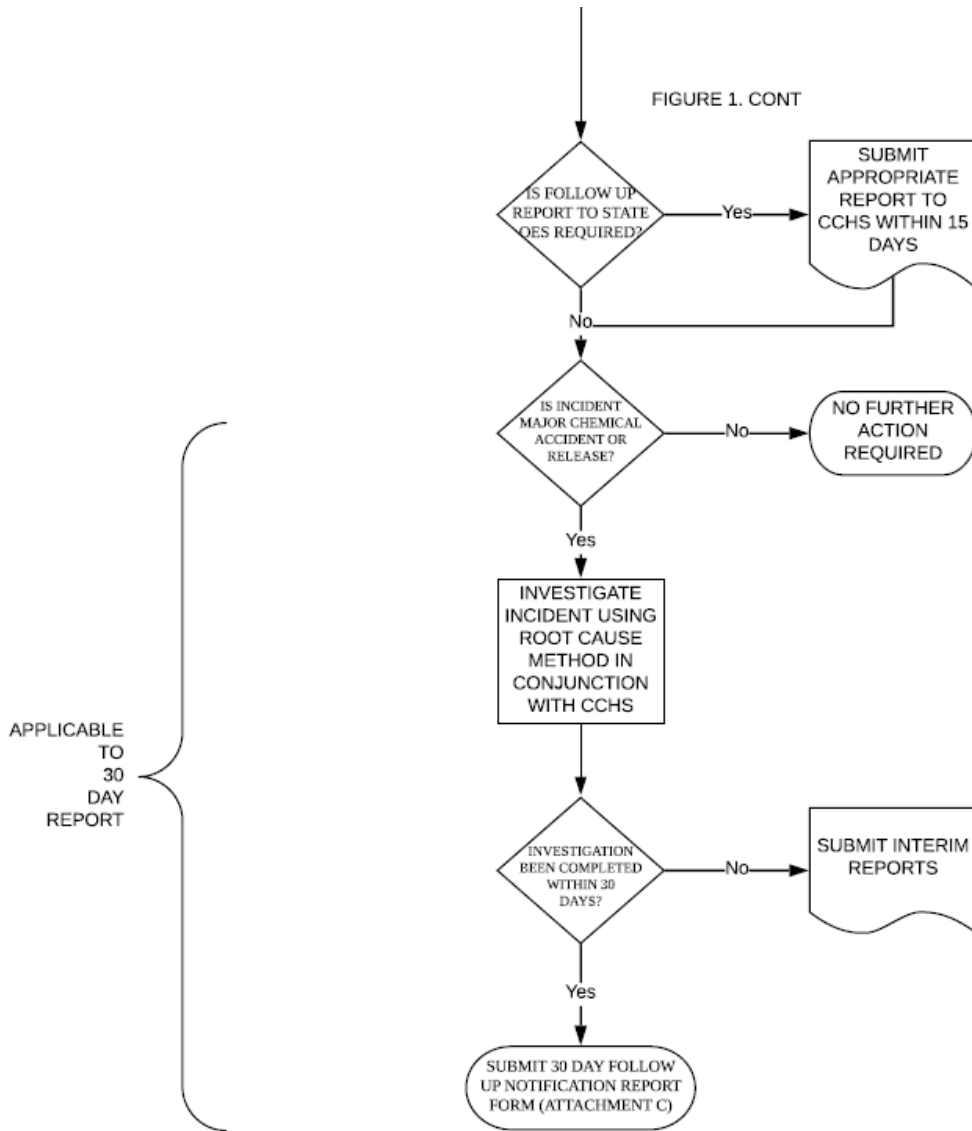 FIGURE 1. CONT
IS FOLLOW UP
REPORT TO STATE
OES REQUIRED?
Yes
SUBMIT
APPROPRIATE
REPORT TO
CCHS WITHIN 15
DAYS
No
IS INCIDENT
MAJOR CHEMICAL
ACCIDENT OR
RELEASE?
No
NO FURTHER
ACTION
REQUIRED
Yes
INVESTIGATE
INCIDENT USING
ROOT CAUSE
METHOD IN
CONJUNCTION
WITH CCHS
APPLICABLE
TO
30
DAY
REPORT
INVESTIGATION
BEEN COMPLETED
WITHIN 30
DAYS?
No
SUBMIT INTERIM
REPORTS
Yes
SUBMIT 30 DAY FOLLOW
UP NOTIFICATION REPORT
FORM (ATTACHMENT C)